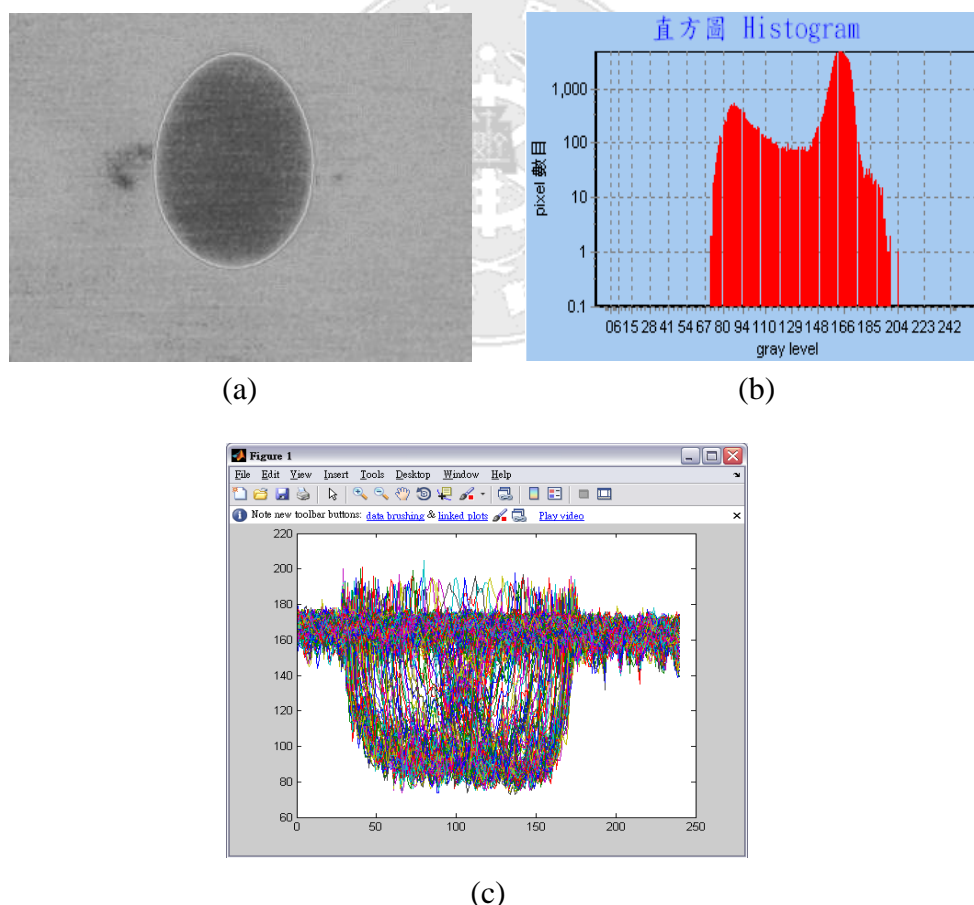 直方圖 Histogram
1,000
100
10
1
0.1
pixel 數目
06 15 28 41 54 67 80 94 110 129 148 166 185 204 223 242
gray level
(a)
(b)
Figure 1
File Edit View Insert Tools Desktop Window Help
Note new toolbar buttons: data brushing & linked plots Play video
220
200
180
160
140
120
100
80
60
0 50 100 150 200 250
(c)